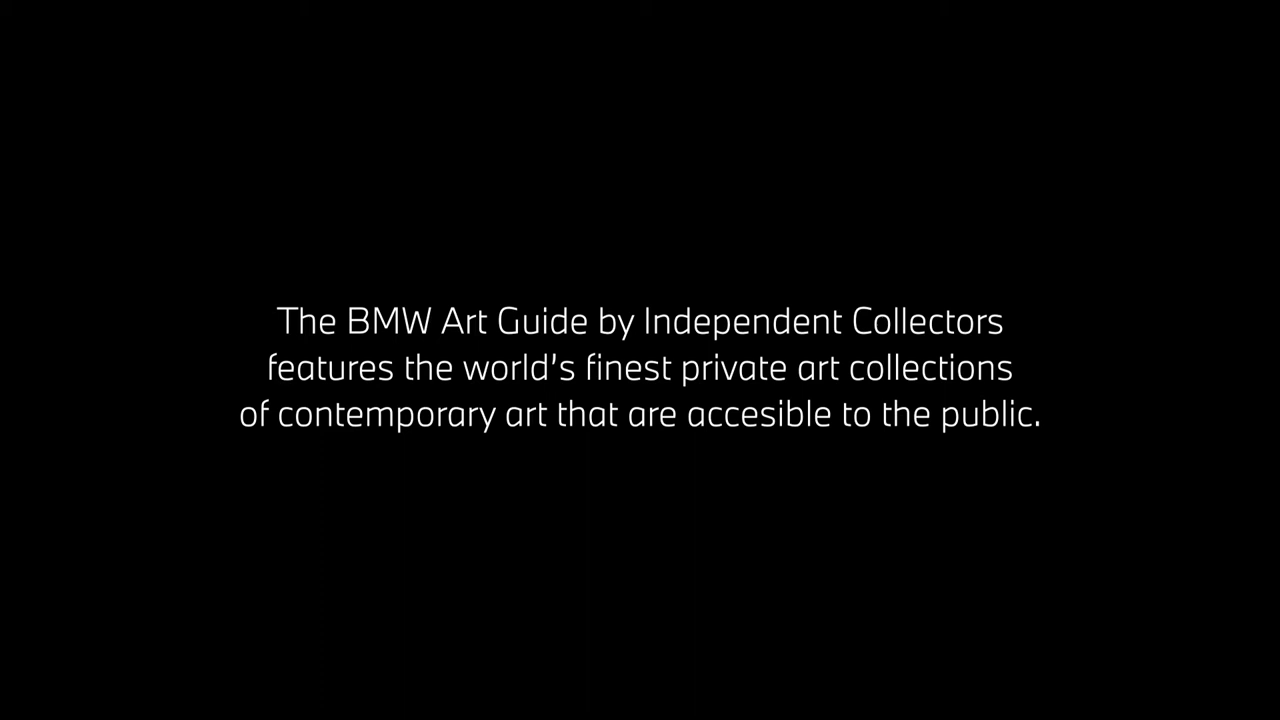 The BMW Art Guide by Independent Collectors
features the world's finest private art collections
of contemporary art that are accesible to the public.